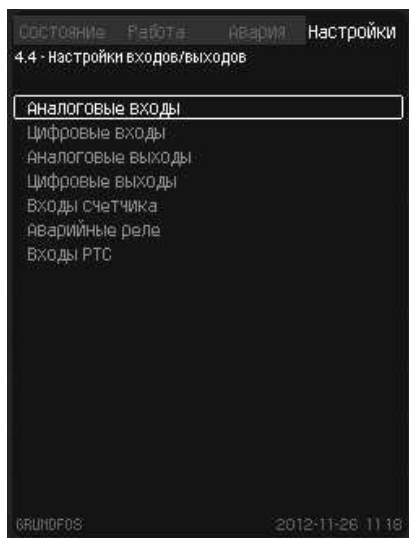 Состояние Работа Авария Настройки
4.4 - Настройки входов/выходов
Аналоговые входы
Цифровые входы
Аналоговые выходы
Цифровые выходы
Входы счетчика
Аварийные реле
Входы PTC
GRUNDFOS 2012-11-26 11:18